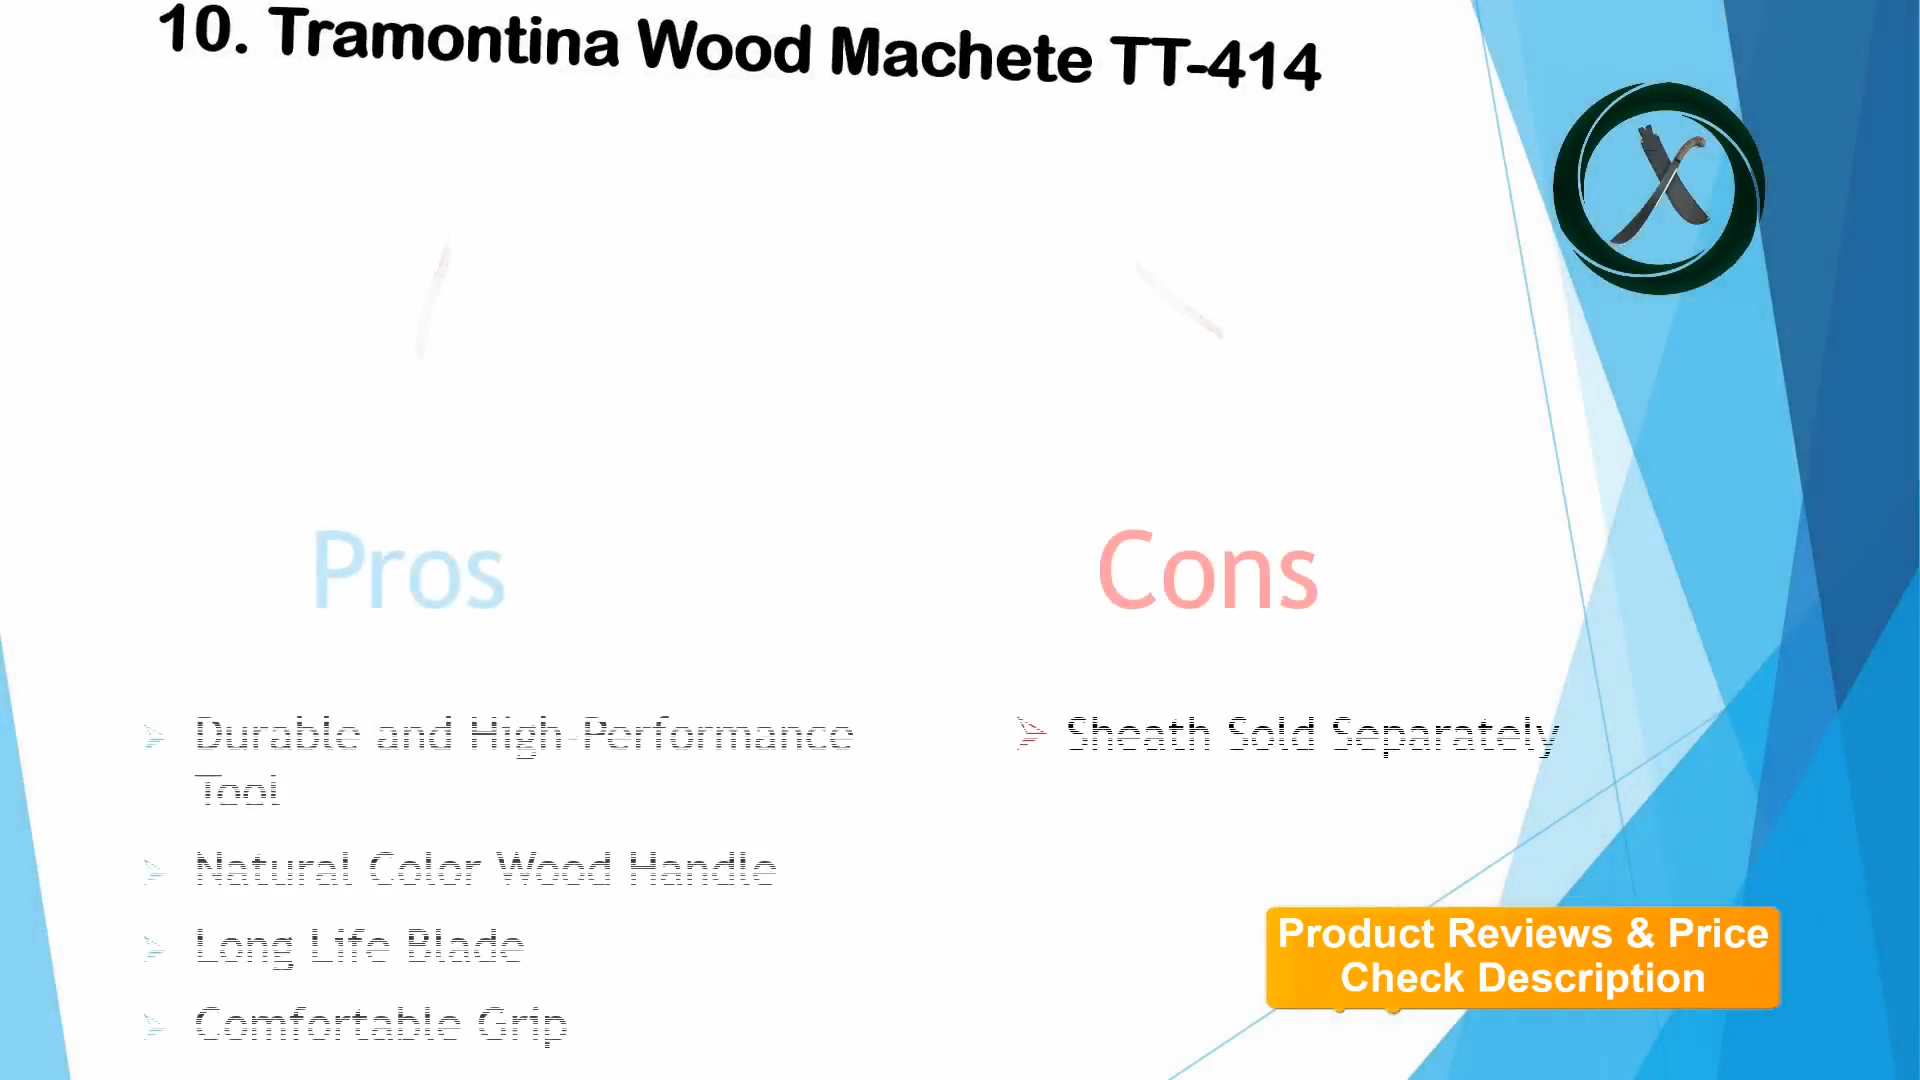 10. Tramontina Wood Machete TT-414
Pros
Durable and High-Performance
Tool
Natural Color Wood Handle
Long Life Blade
Comfortable Grip
Cons
Sheath Sold Separately
Product Reviews & Price
Check Description